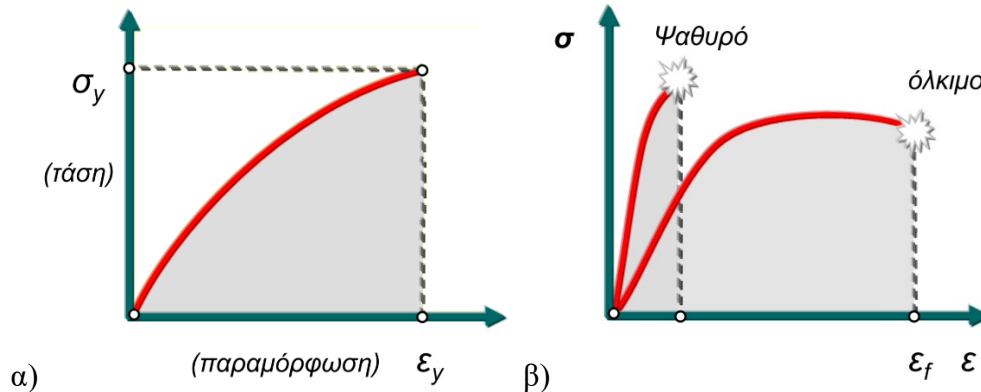 σy
(τάση)
(παραμόρφωση)
εy
α)
σ
Ψαθυρό
όλκιμο
εf
ε
β)